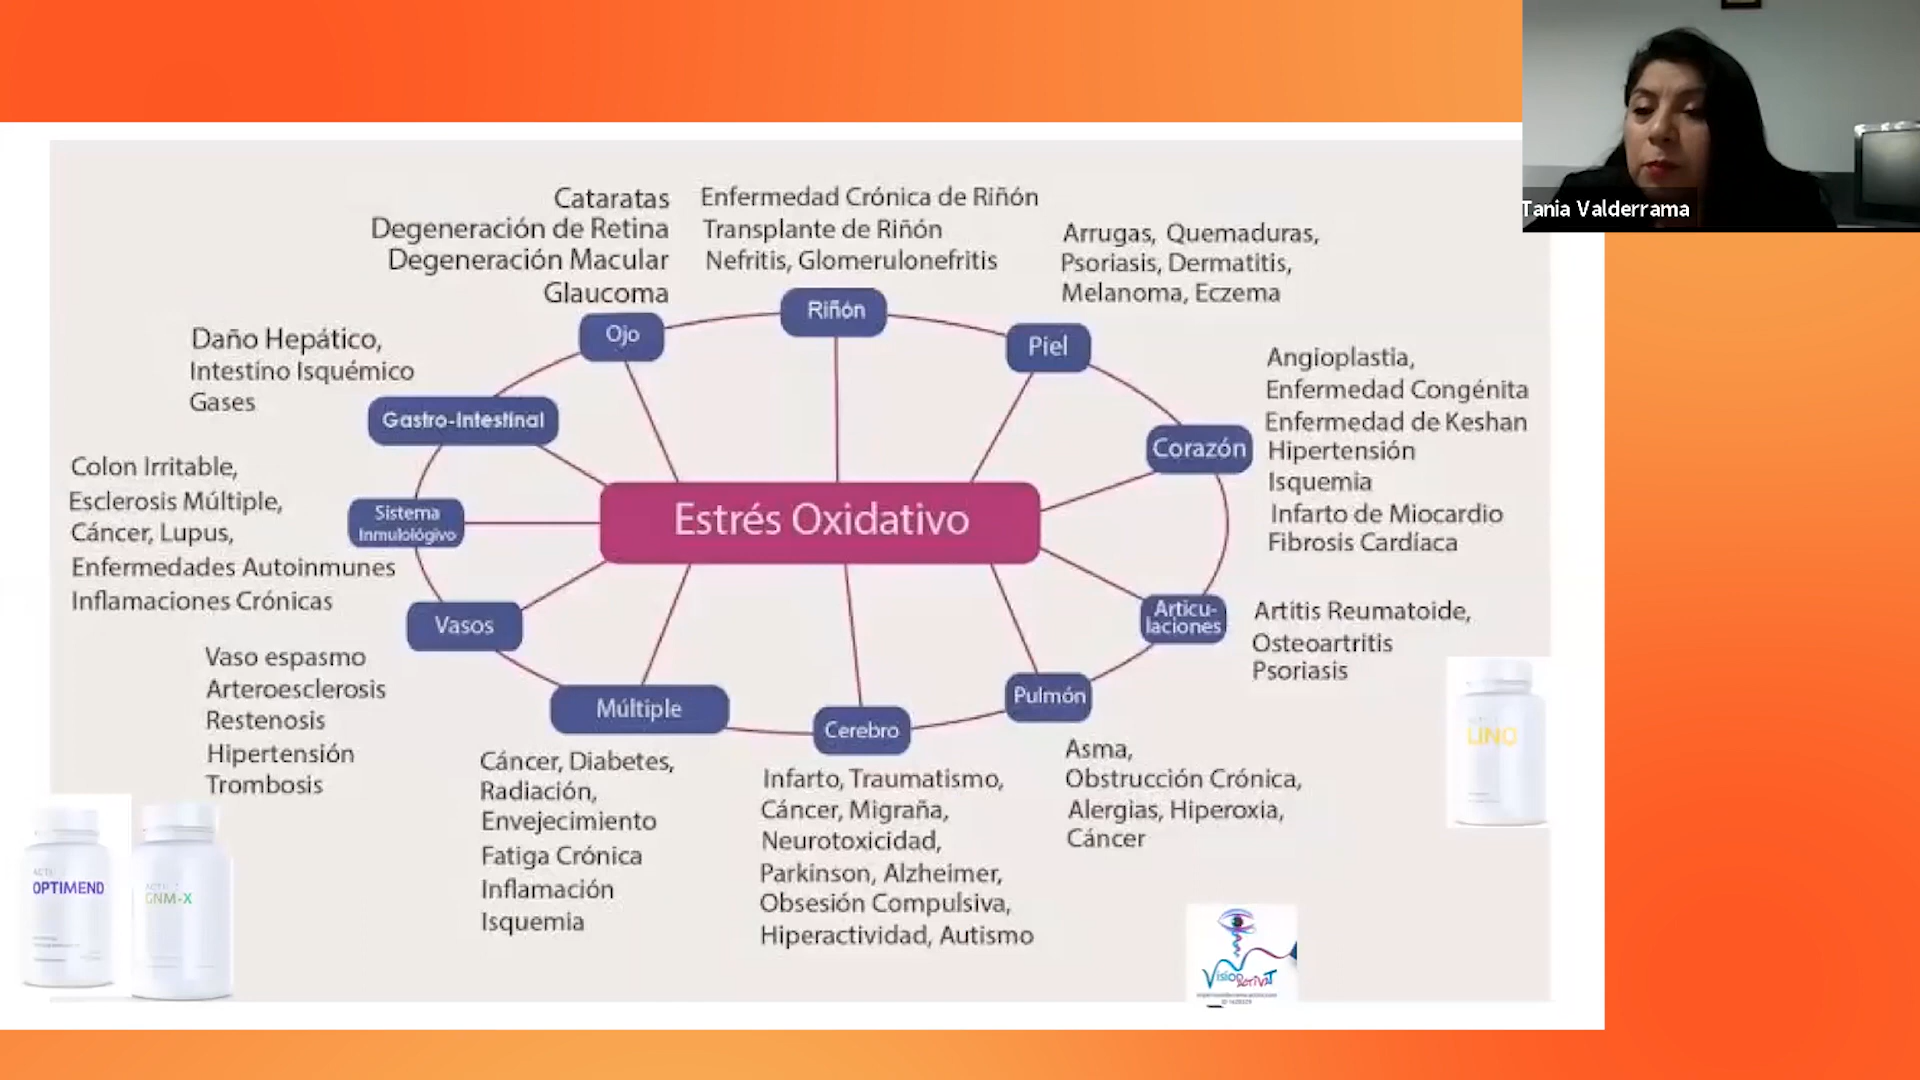 Tania Valderrama
Cataratas
Degeneración de Retina
Degeneración Macular
Glaucoma
Enfermedad Crónica de Riñón
Transplante de Riñón
Nefritis, Glomerulonefritis
Arrugas, Quemaduras,
Psoriasis, Dermatitis,
Melanoma, Eczema
Ojo
Riñón
Piel
Daño Hepático,
Intestino Isquémico
Gases
Gastro-Intestinal
Angioplastia,
Enfermedad Congénita
Enfermedad de Keshan
Hipertensión
Isquemia
Infarto de Miocardio
Fibrosis Cardíaca
Corazón
Colon Irritable,
Esclerosis Múltiple,
Cáncer, Lupus,
Enfermedades Autoinmunes
Inflamaciones Crónicas
Sistema
Inmulológivo
Estrés Oxidativo
Vasos
Articu-
laciones
Artitis Reumatoide,
Osteoartritis
Psoriasis
Vaso espasmo
Arteroesclerosis
Restenosis
Hipertensión
Trombosis
Múltiple
Cerebro
Pulmón
Cáncer, Diabetes,
Radiación,
Envejecimiento
Fatiga Crónica
Inflamación
Isquemia
Infarto, Traumatismo,
Cáncer, Migraña,
Neurotoxicidad,
Parkinson, Alzheimer,
Obsesión Compulsiva,
Hiperactividad, Autismo
Asma,
Obstrucción Crónica,
Alergias, Hiperoxia,
Cáncer
LINO
OPTIMEND
GNM-X